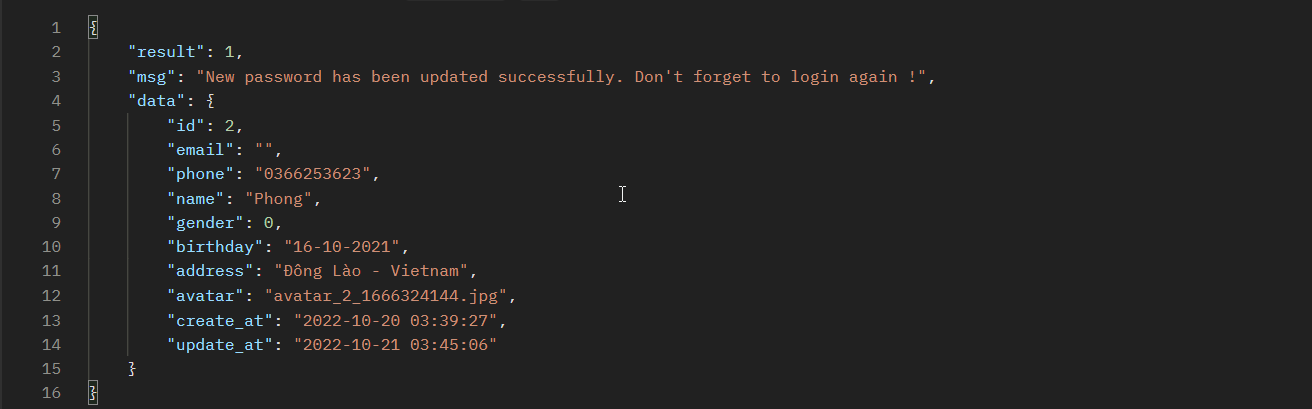 1 {
2 "result": 1,
3 "msg": "New password has been updated successfully. Don't forget to login again !",
4 "data": {
5 "id": 2,
6 "email": "",
7 "phone": "0366253623",
8 "name": "Phong",
9 "gender": 0,
10 "birthday": "16-10-2021",
11 "address": "Đông Lào - Vietnam",
12 "avatar": "avatar_2_1666324144.jpg",
13 "create_at": "2022-10-20 03:39:27",
14 "update_at": "2022-10-21 03:45:06"
15 }
16 }